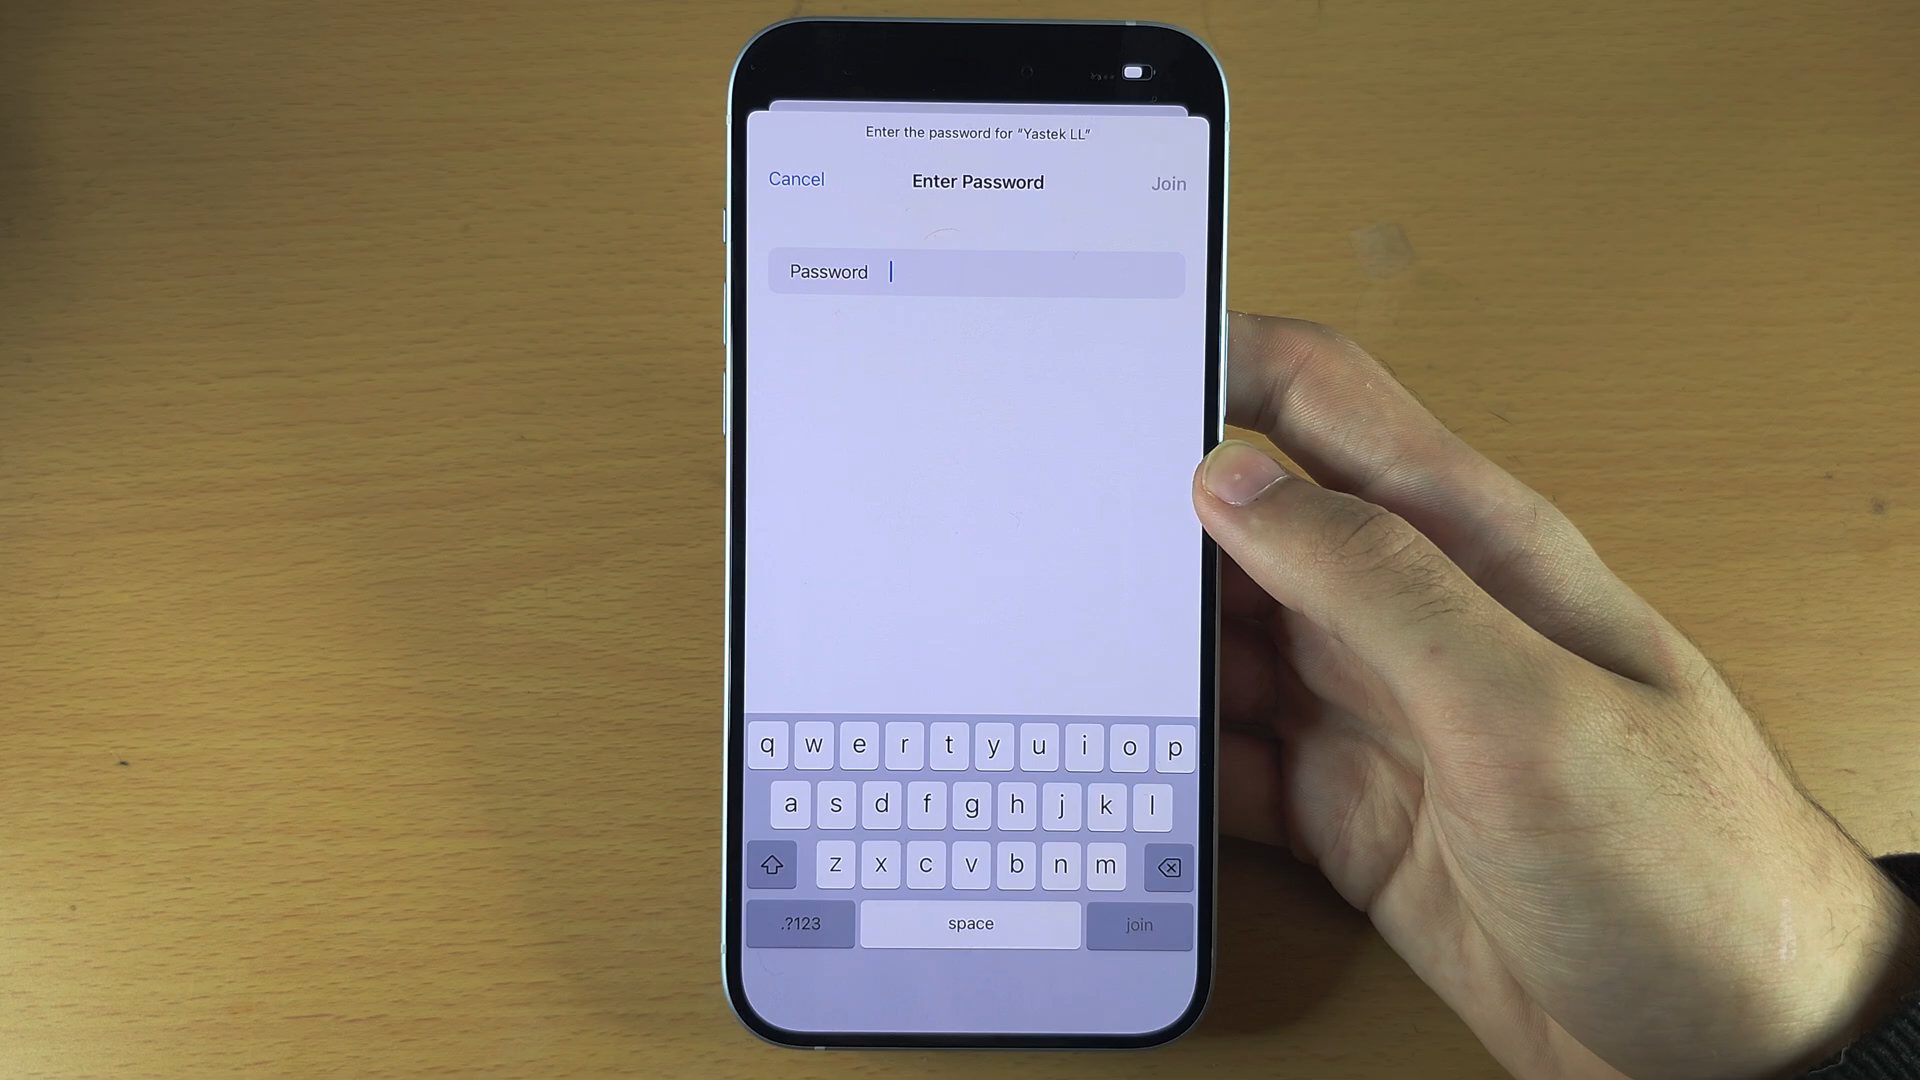 Enter the password for “Yastek LL”
Cancel Enter Password Join
Password
q w e r t y u i o p
a s d f g h j k l
z x c v b n m
.?123 space join